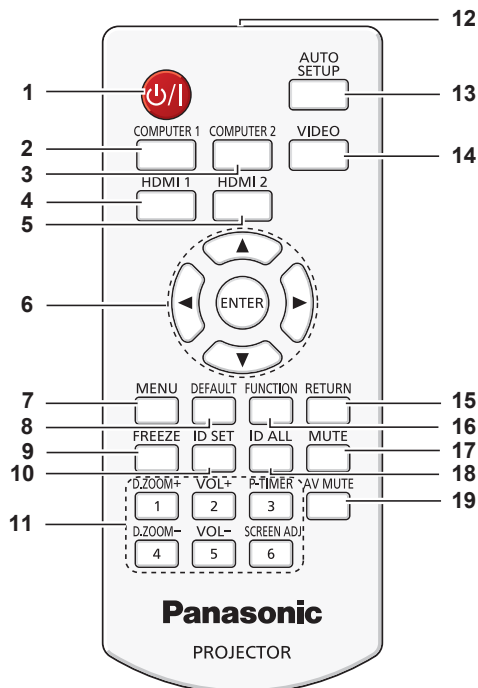 12
AUTO
SETUP
1
⏻/I
13
COMPUTER 1 COMPUTER 2 VIDEO
2
14
3
HDMI 1 HDMI 2
4
5
▲
6
◀ ENTER ▶
▼
MENU DEFAULT FUNCTION RETURN
7
15
8
16
FREEZE ID SET ID ALL MUTE
9
17
10
18
D.ZOOM+ VOL+ P-TIMER AV MUTE
11
1 2 3
19
D.ZOOM− VOL− SCREEN ADJ
4 5 6
Panasonic
PROJECTOR